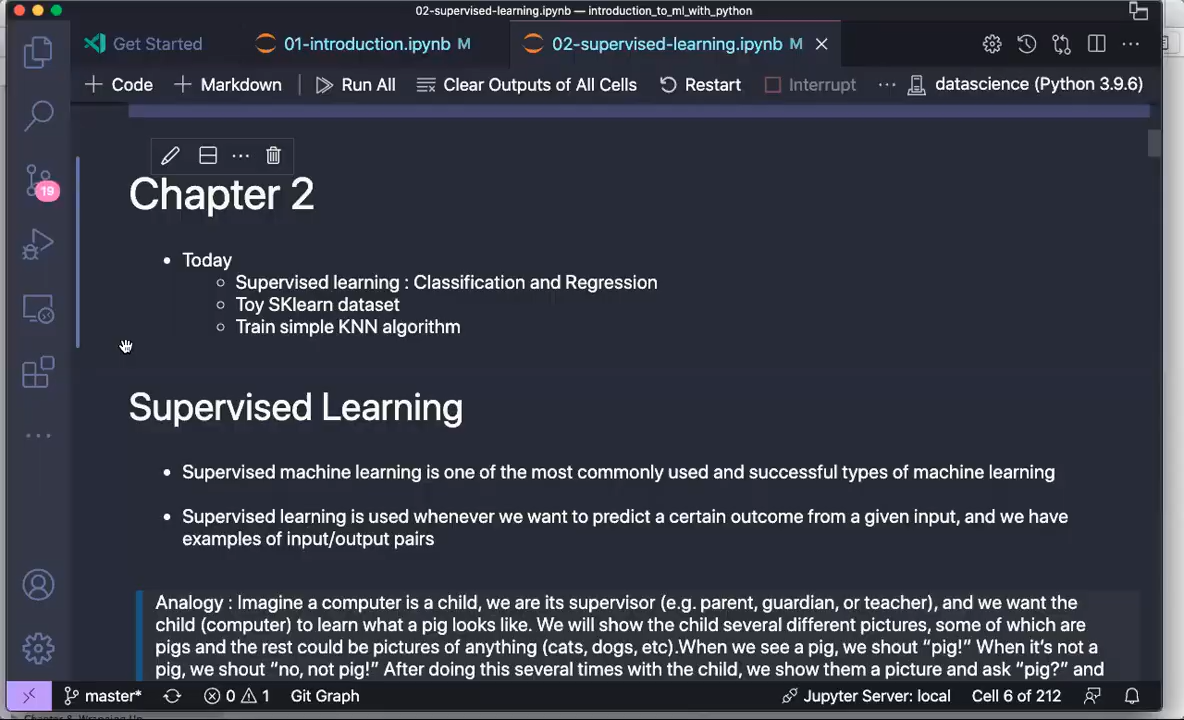 02-supervised-learning.ipynb — introduction_to_ml_with_python
Get Started
01-introduction.ipynb M
02-supervised-learning.ipynb M
Code
Markdown
Run All
Clear Outputs of All Cells
Restart
Interrupt
datascience (Python 3.9.6)
19
Chapter 2
Today
Supervised learning : Classification and Regression
Toy SKlearn dataset
Train simple KNN algorithm
Supervised Learning
Supervised machine learning is one of the most commonly used and successful types of machine learning
Supervised learning is used whenever we want to predict a certain outcome from a given input, and we have
examples of input/output pairs
Analogy : Imagine a computer is a child, we are its supervisor (e.g. parent, guardian, or teacher), and we want the
child (computer) to learn what a pig looks like. We will show the child several different pictures, some of which are
pigs and the rest could be pictures of anything (cats, dogs, etc).When we see a pig, we shout “pig!” When it’s not a
pig, we shout “no, not pig!” After doing this several times with the child, we show them a picture and ask “pig?” and
master*
0
1
Git Graph
Jupyter Server: local
Cell 6 of 212